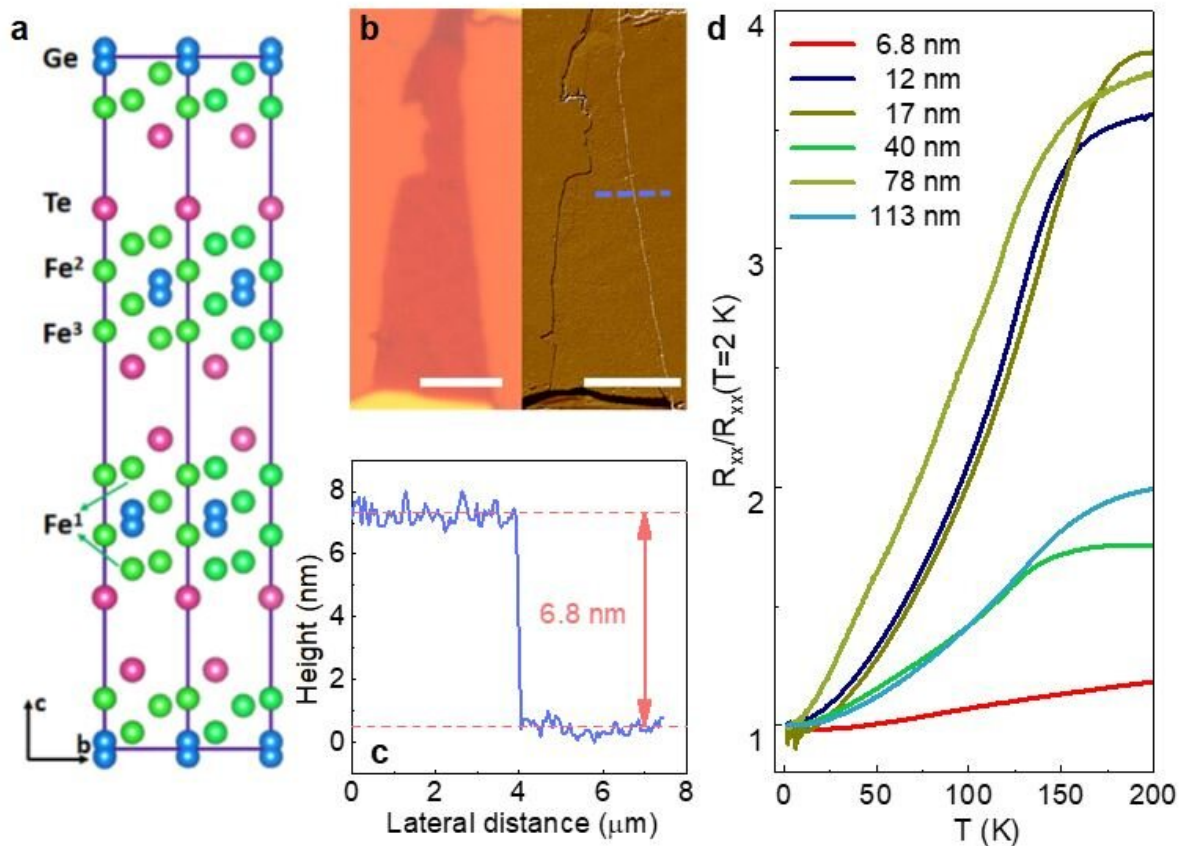 a
Ge
Te
Fe²
Fe³
Fe¹
c
b
b
c
Height (nm)
8
6
4
2
0
6.8 nm
0 2 4 6 8
Lateral distance (μm)
d
R_xx/R_xx(T=2 K)
4
3
2
1
6.8 nm
12 nm
17 nm
40 nm
78 nm
113 nm
0 50 100 150 200
T (K)